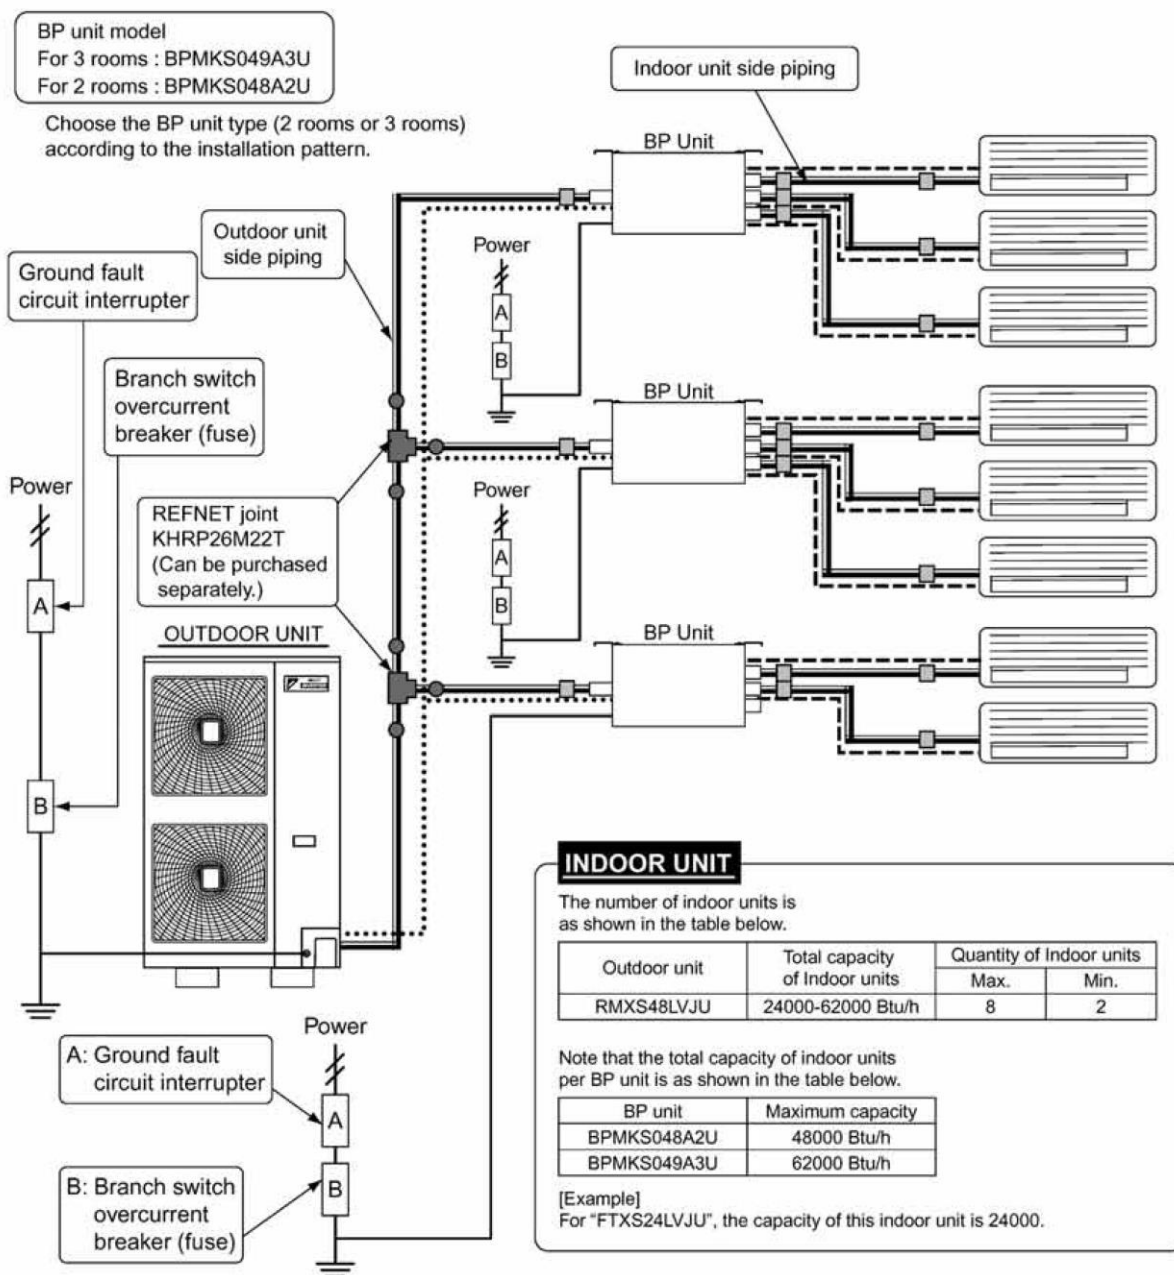 BP unit model
For 3 rooms : BPMKS049A3U
For 2 rooms : BPMKS048A2U
Choose the BP unit type (2 rooms or 3 rooms)
according to the installation pattern.
Indoor unit side piping
BP Unit
Outdoor unit
side piping
Power
A
B
Ground fault
circuit interrupter
Branch switch
overcurrent
breaker (fuse)
BP Unit
Power
A
B
Power
A
B
REFNET joint
KHRP26M22T
(Can be purchased
separately.)
OUTDOOR UNIT
BP Unit
INDOOR UNIT
The number of indoor units is
as shown in the table below.
Outdoor unit
Total capacity
of Indoor units
Quantity of Indoor units
Max.
Min.
RMXS48LVJU
24000-62000 Btu/h
8
2
Note that the total capacity of indoor units
per BP unit is as shown in the table below.
BP unit
Maximum capacity
BPMKS048A2U
48000 Btu/h
BPMKS049A3U
62000 Btu/h
[Example]
For “FTXS24LVJU”, the capacity of this indoor unit is 24000.
Power
A: Ground fault
circuit interrupter
A
B: Branch switch
overcurrent
breaker (fuse)
B